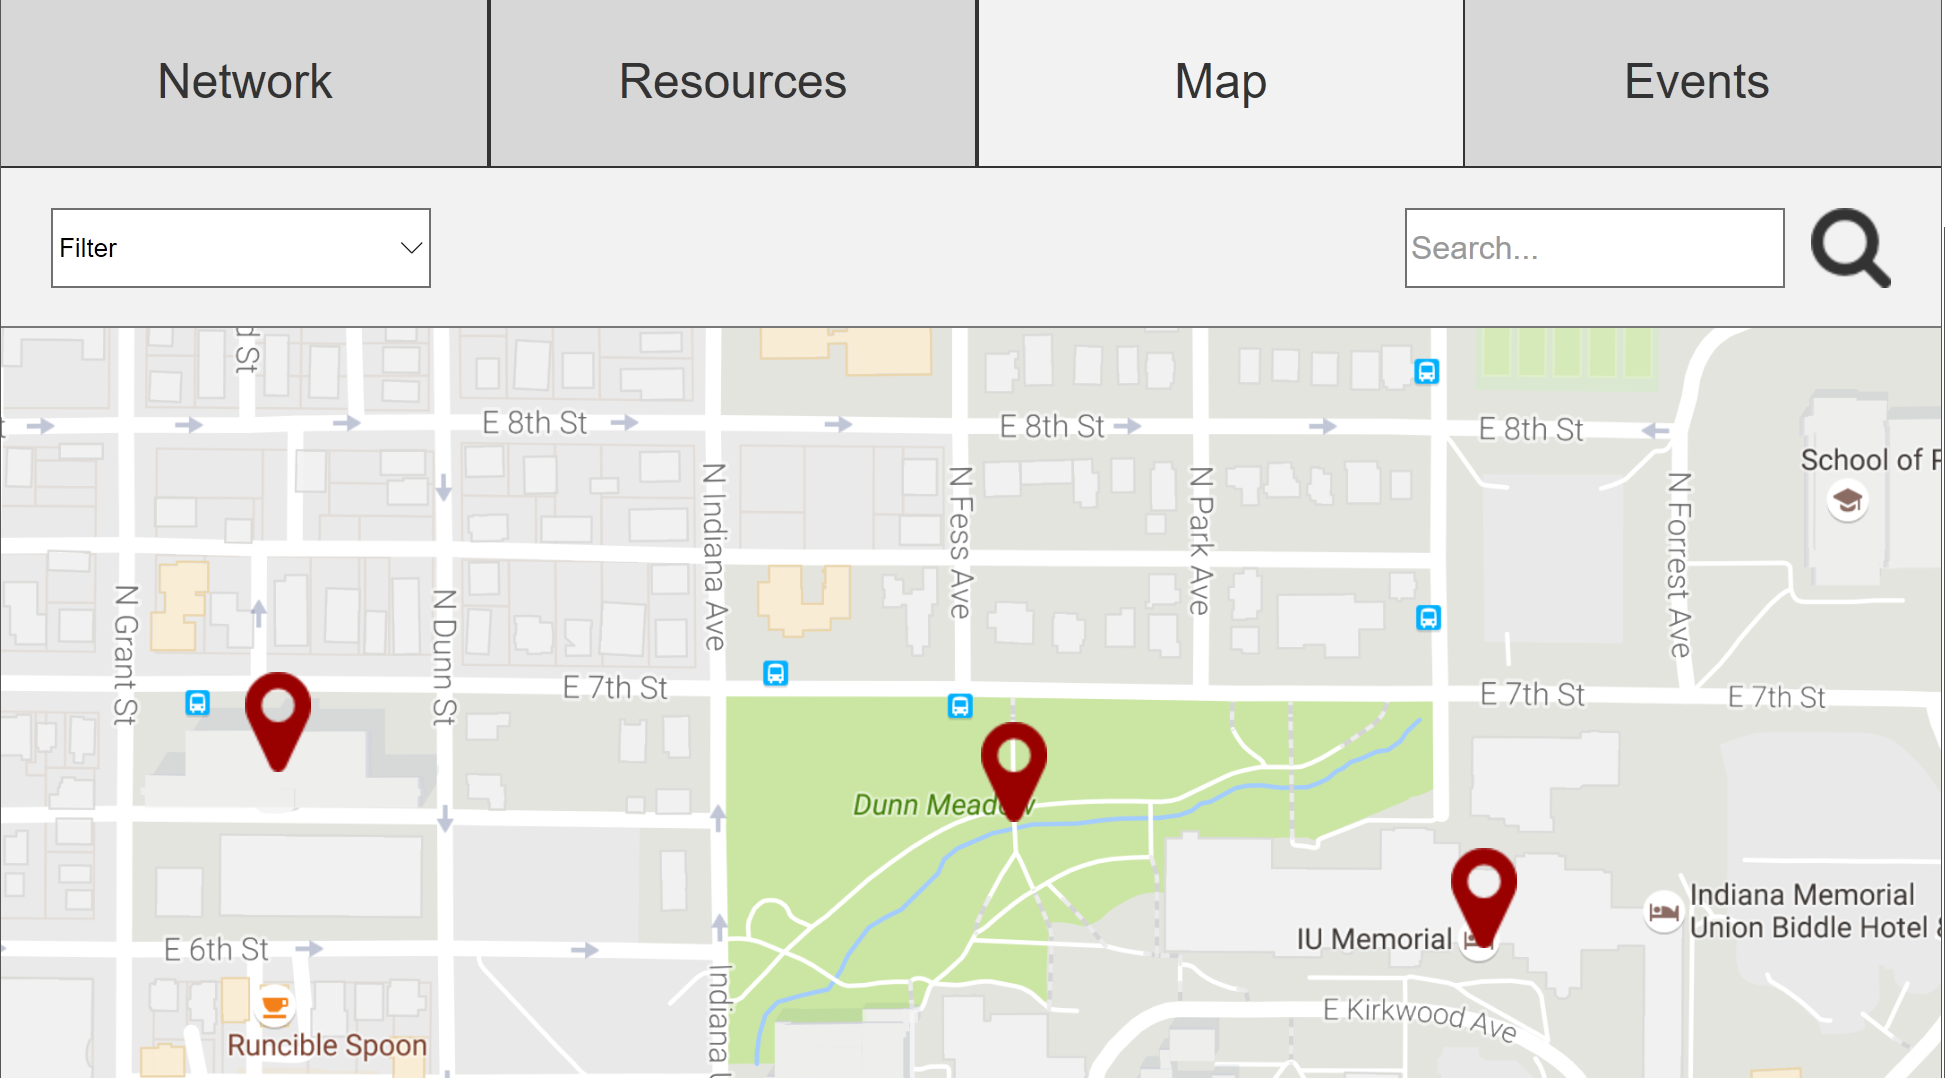 Network
Resources
Map
Events
Filter
Search...
St
E 8th St
E 8th St
E 8th St
School of
N Indiana Ave
N Fess Ave
N Park Ave
N Forrest Ave
N Grant St
N Dunn St
E 7th St
E 7th St
E 7th St
Dunn Meadow
Indiana Memorial
Union Biddle Hotel &
IU Memorial
E 6th St
Indiana
E Kirkwood Ave
Runcible Spoon